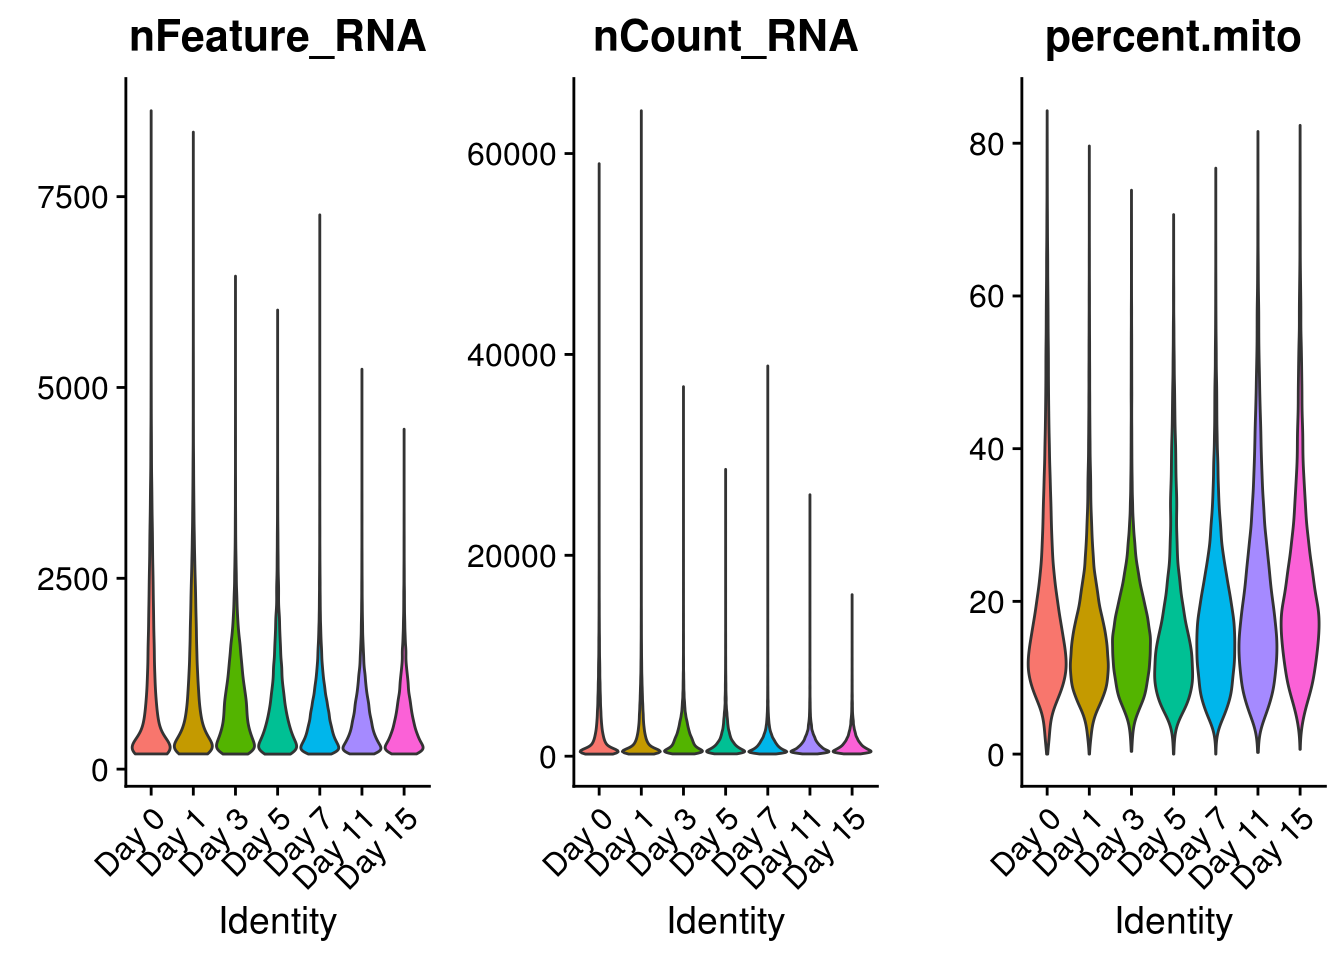 nFeature_RNA
7500
5000
2500
0
Day 0
Day 1
Day 3
Day 5
Day 7
Day 11
Day 15
Identity
nCount_RNA
60000
40000
20000
0
Day 0
Day 1
Day 3
Day 5
Day 7
Day 11
Day 15
Identity
percent.mito
80
60
40
20
0
Day 0
Day 1
Day 3
Day 5
Day 7
Day 11
Day 15
Identity